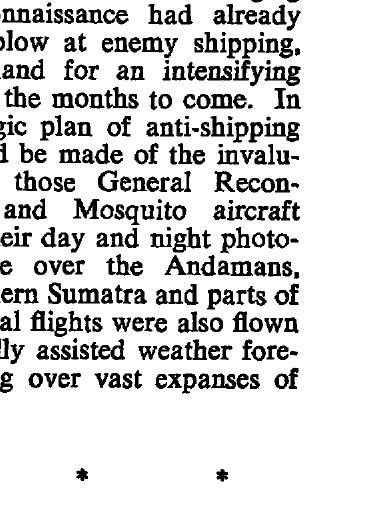 nnaissance had already
blow at enemy shipping,
and for an intensifying
the months to come. In
gic plan of anti-shipping
d be made of the invalu-
those General Recon-
and Mosquito aircraft
eir day and night photo-
e over the Andamans,
ern Sumatra and parts of
al flights were also flown
lly assisted weather fore-
g over vast expanses of
* *